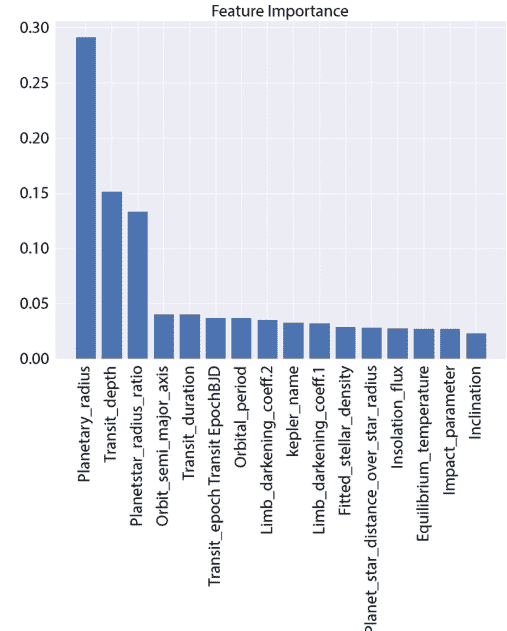 Feature Importance
0.30
0.25
0.20
0.15
0.10
0.05
0.00
Planetary_radius
Transit_depth
Planetstar_radius_ratio
Orbit_semi_major_axis
Transit_duration
Transit_epoch Transit EpochBJD
Orbital_period
Limb_darkening_coeff.2
kepler_name
Limb_darkening_coeff.1
Fitted_stellar_density
Planet_star_distance_over_star_radius
Insolation_flux
Equilibrium_temperature
Impact_parameter
Inclination